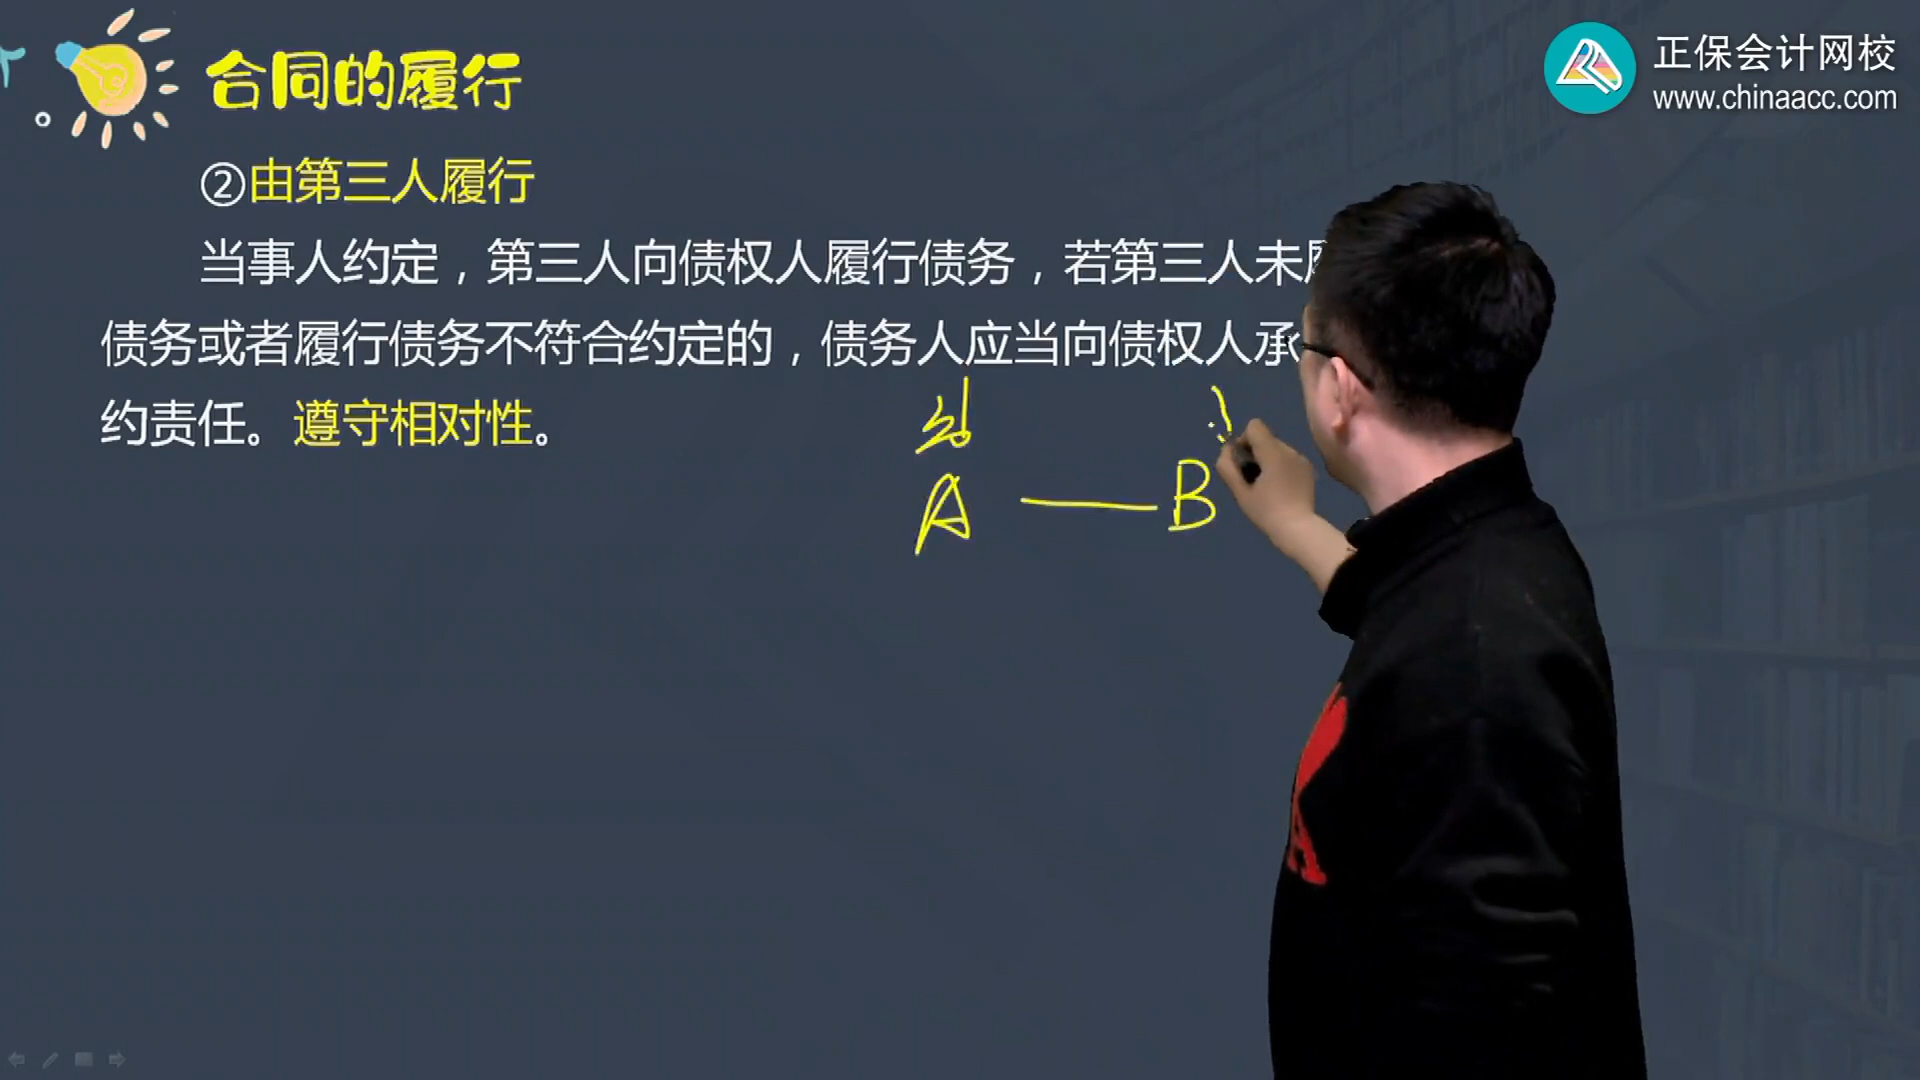 合同的履行
正保会计网校
www.chinaacc.com
②由第三人履行
当事人约定，第三人向债权人履行债务，若第三人未
债务或者履行债务不符合约定的，债务人应当向债权人承
约责任。遵守相对性。
A — B